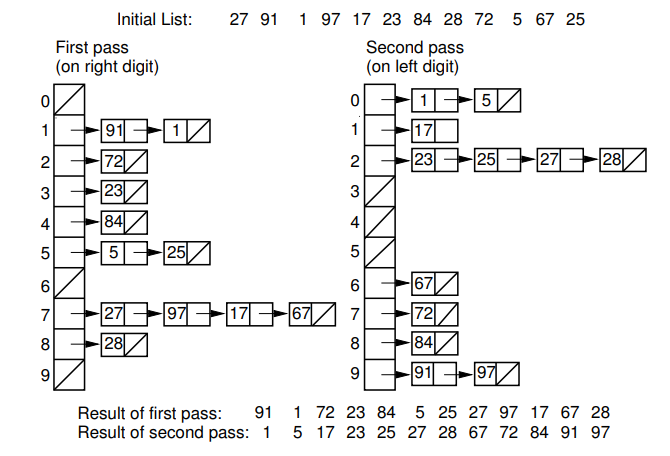 Initial List: 27 91 1 97 17 23 84 28 72 5 67 25
First pass
(on right digit)
0
1 91 1
2 72
3 23
4 84
5 5 25
6
7 27 97 17 67
8 28
9
Second pass
(on left digit)
0 1 5
1 17
2 23 25 27 28
3
4
5
6 67
7 72
8 84
9 91 97
Result of first pass: 91 1 72 23 84 5 25 27 97 17 67 28
Result of second pass: 1 5 17 23 25 27 28 67 72 84 91 97